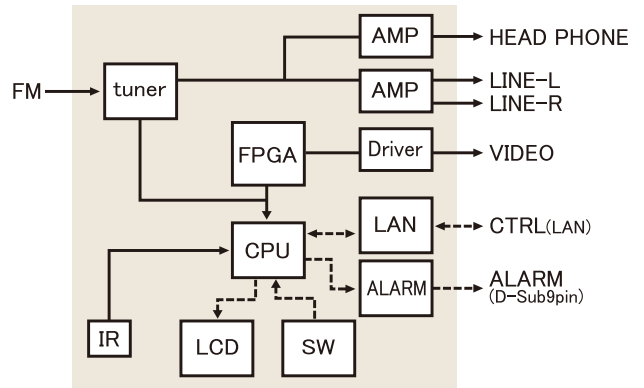 AMP
HEAD PHONE
FM
tuner
AMP
LINE-L
LINE-R
FPGA
Driver
VIDEO
LAN
CTRL(LAN)
CPU
ALARM
ALARM
(D-Sub9pin)
IR
LCD
SW